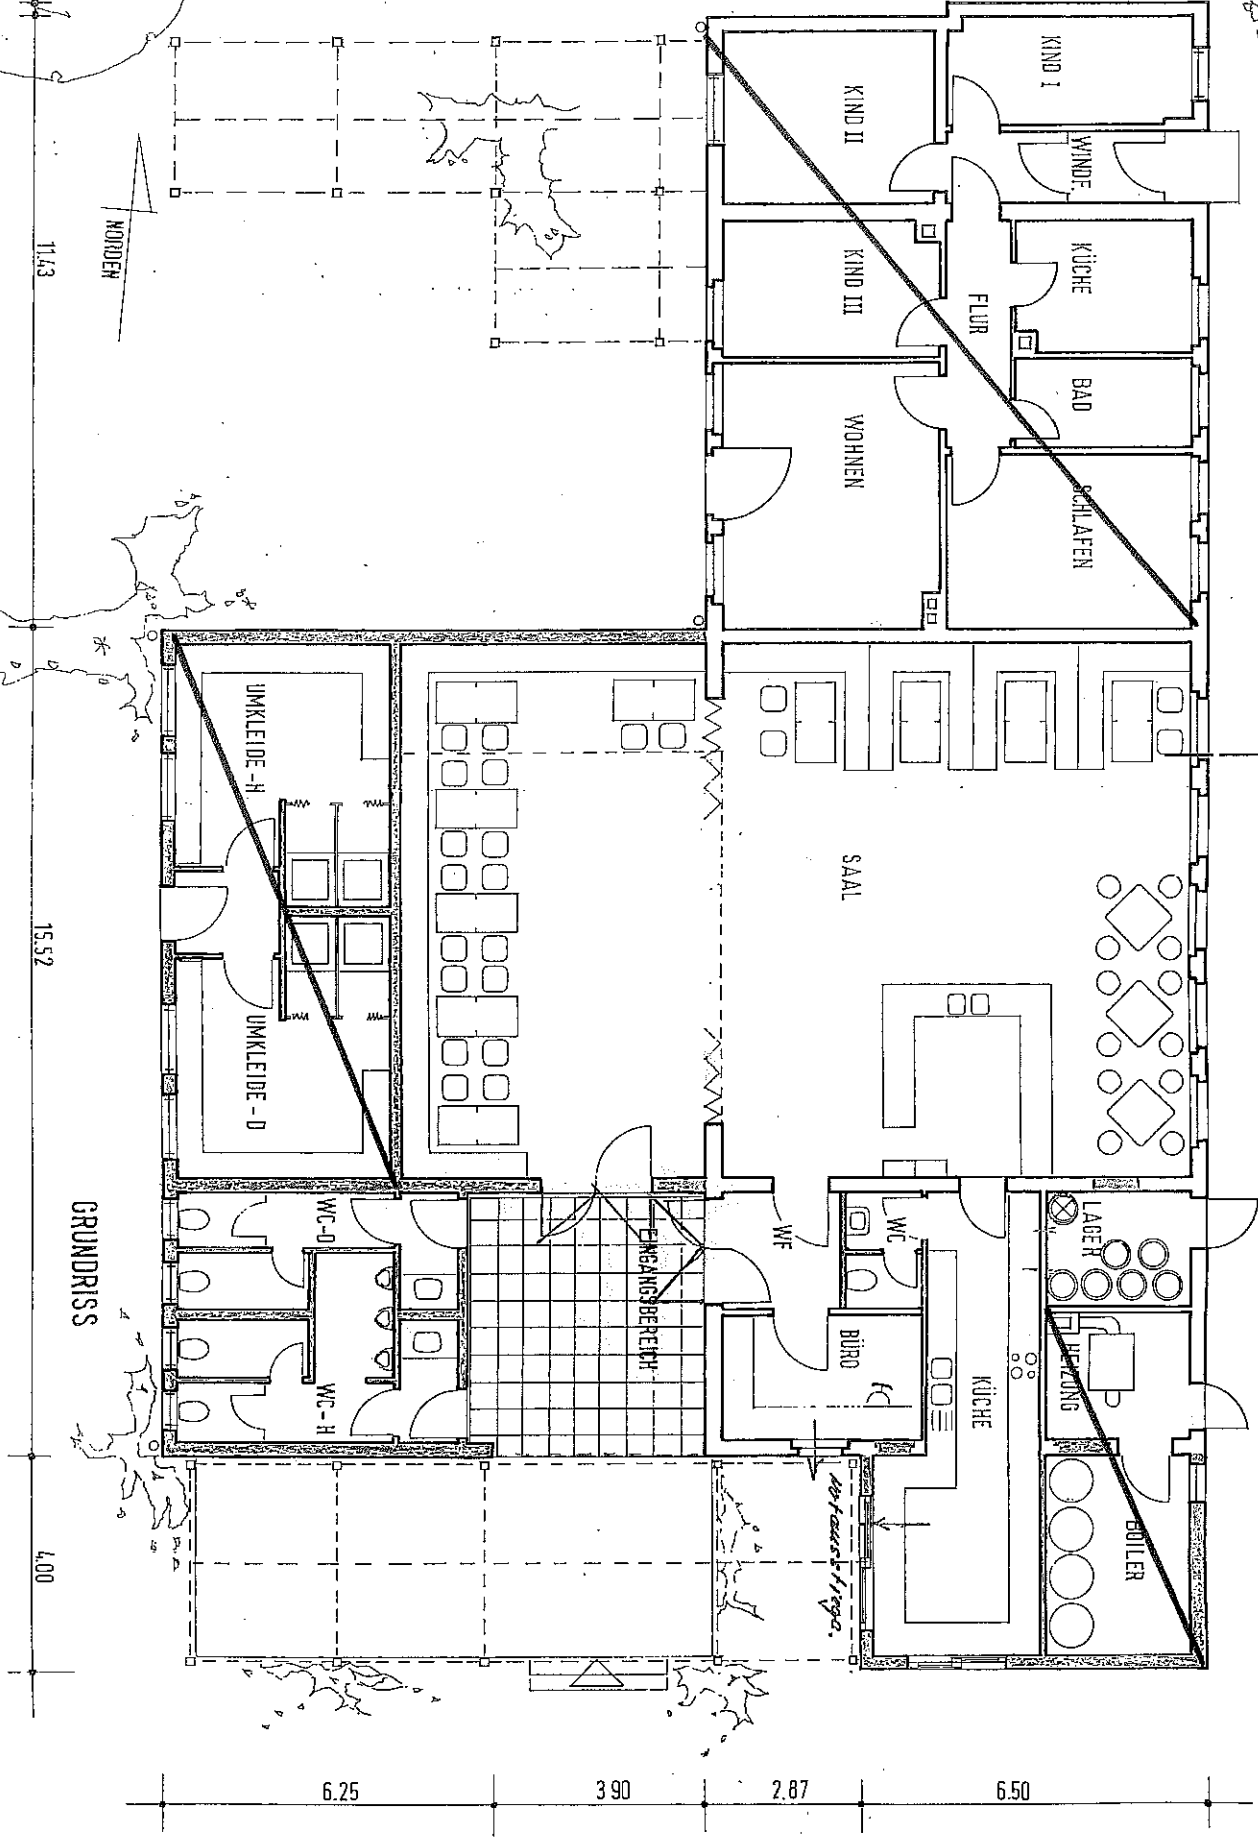 KIND I
WINDF.
KÜCHE
BAD
SCHLAFEN
KIND II
KIND III
FLUR
WOHNEN
NORDEN
11.43
UMKLEIDE - H
UMKLEIDE - D
SAAL
15.52
LAGER
WC
WF
EINGANGSBEREICH
WC-D
WC - H
BÜRO
KÜCHE
HEIZUNG
BOILER
Notausstiege.
GRUNDRISS
4.00
6.25
3.90
2.87
6.50